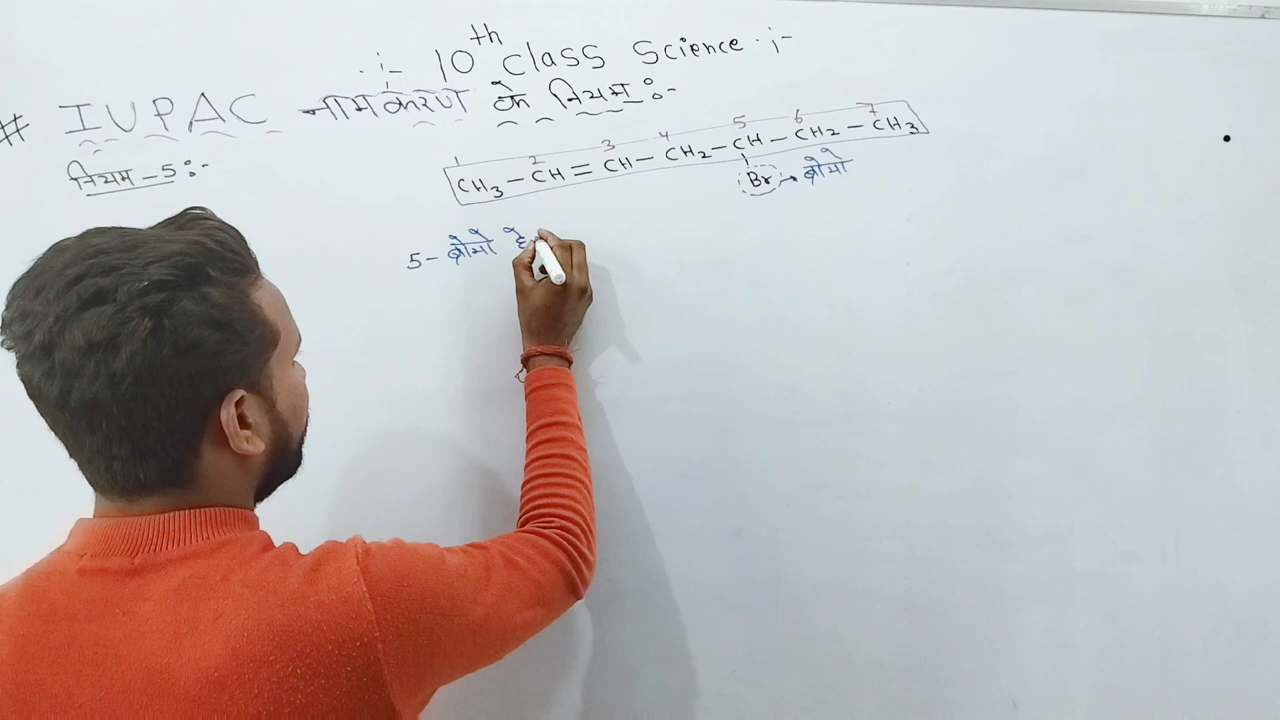 :- 10th Class Science :-
# IUPAC नामकरण के नियम :-
नियम-5:-
1 2 3 4 5 6 7
CH3 - CH = CH - CH2 - CH - CH2 - CH3
Br → ब्रोमो
5- ब्रोमो हे